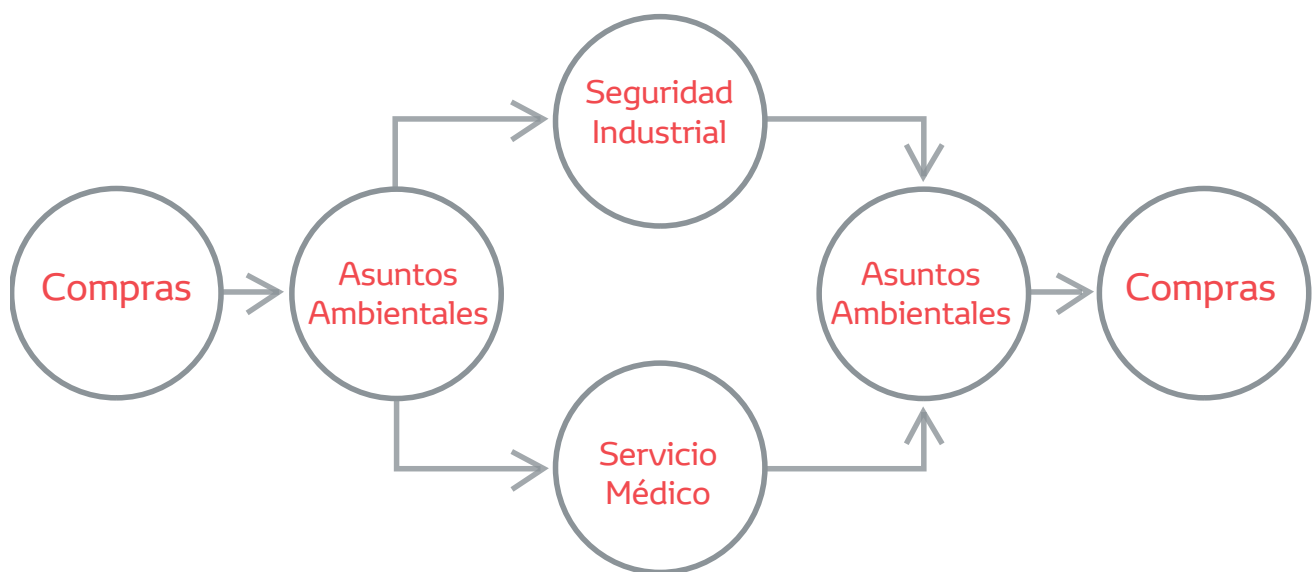 Compras
Asuntos
Ambientales
Seguridad
Industrial
Servicio
Médico
Asuntos
Ambientales
Compras